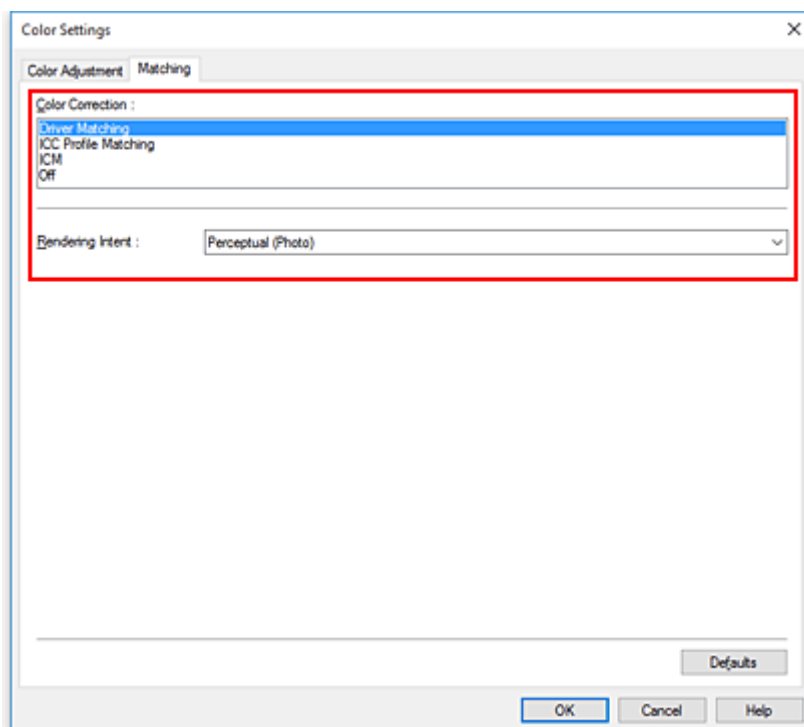 Color Settings
Color Adjustment Matching
Color Correction :
Driver Matching
ICC Profile Matching
ICM
Off
Rendering Intent : Perceptual (Photo)
Defaults
OK Cancel Help